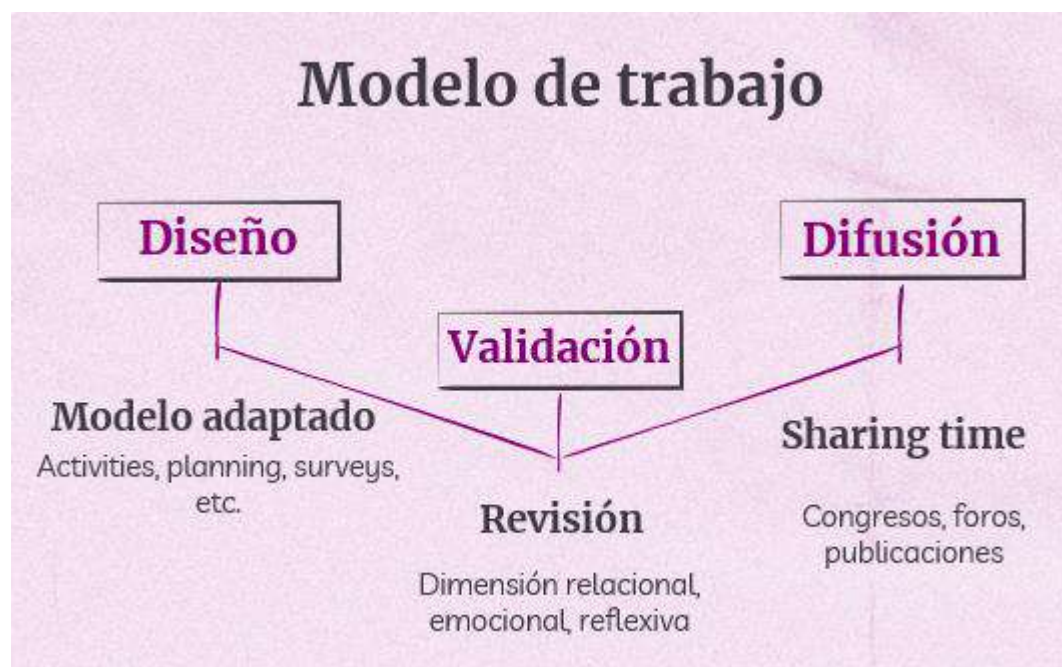 Modelo de trabajo
Diseño
Modelo adaptado
Activities, planning, surveys,
etc.
Validación
Revisión
Dimensión relacional,
emocional, reflexiva
Difusión
Sharing time
Congresos, foros,
publicaciones